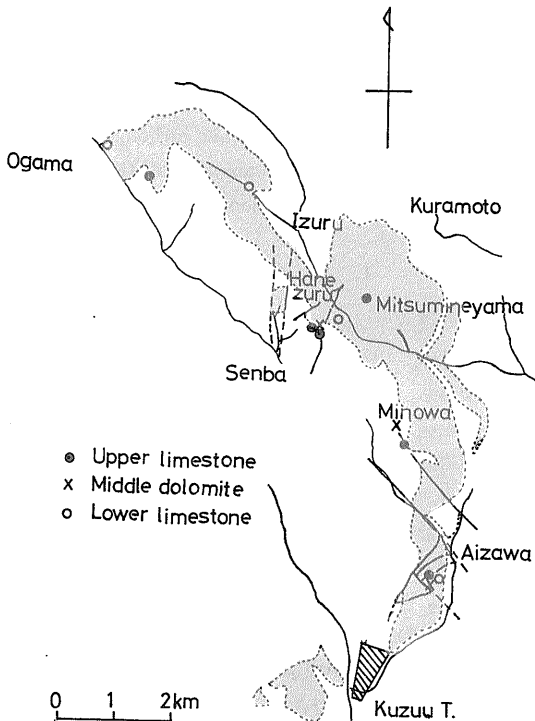 Ogama
Izuru
Kuramoto
Hane
zuru
Mitsumineyama
Senba
Minowa
Upper limestone
x Middle dolomite
Lower limestone
Aizawa
0 1 2km
Kuzuu T.